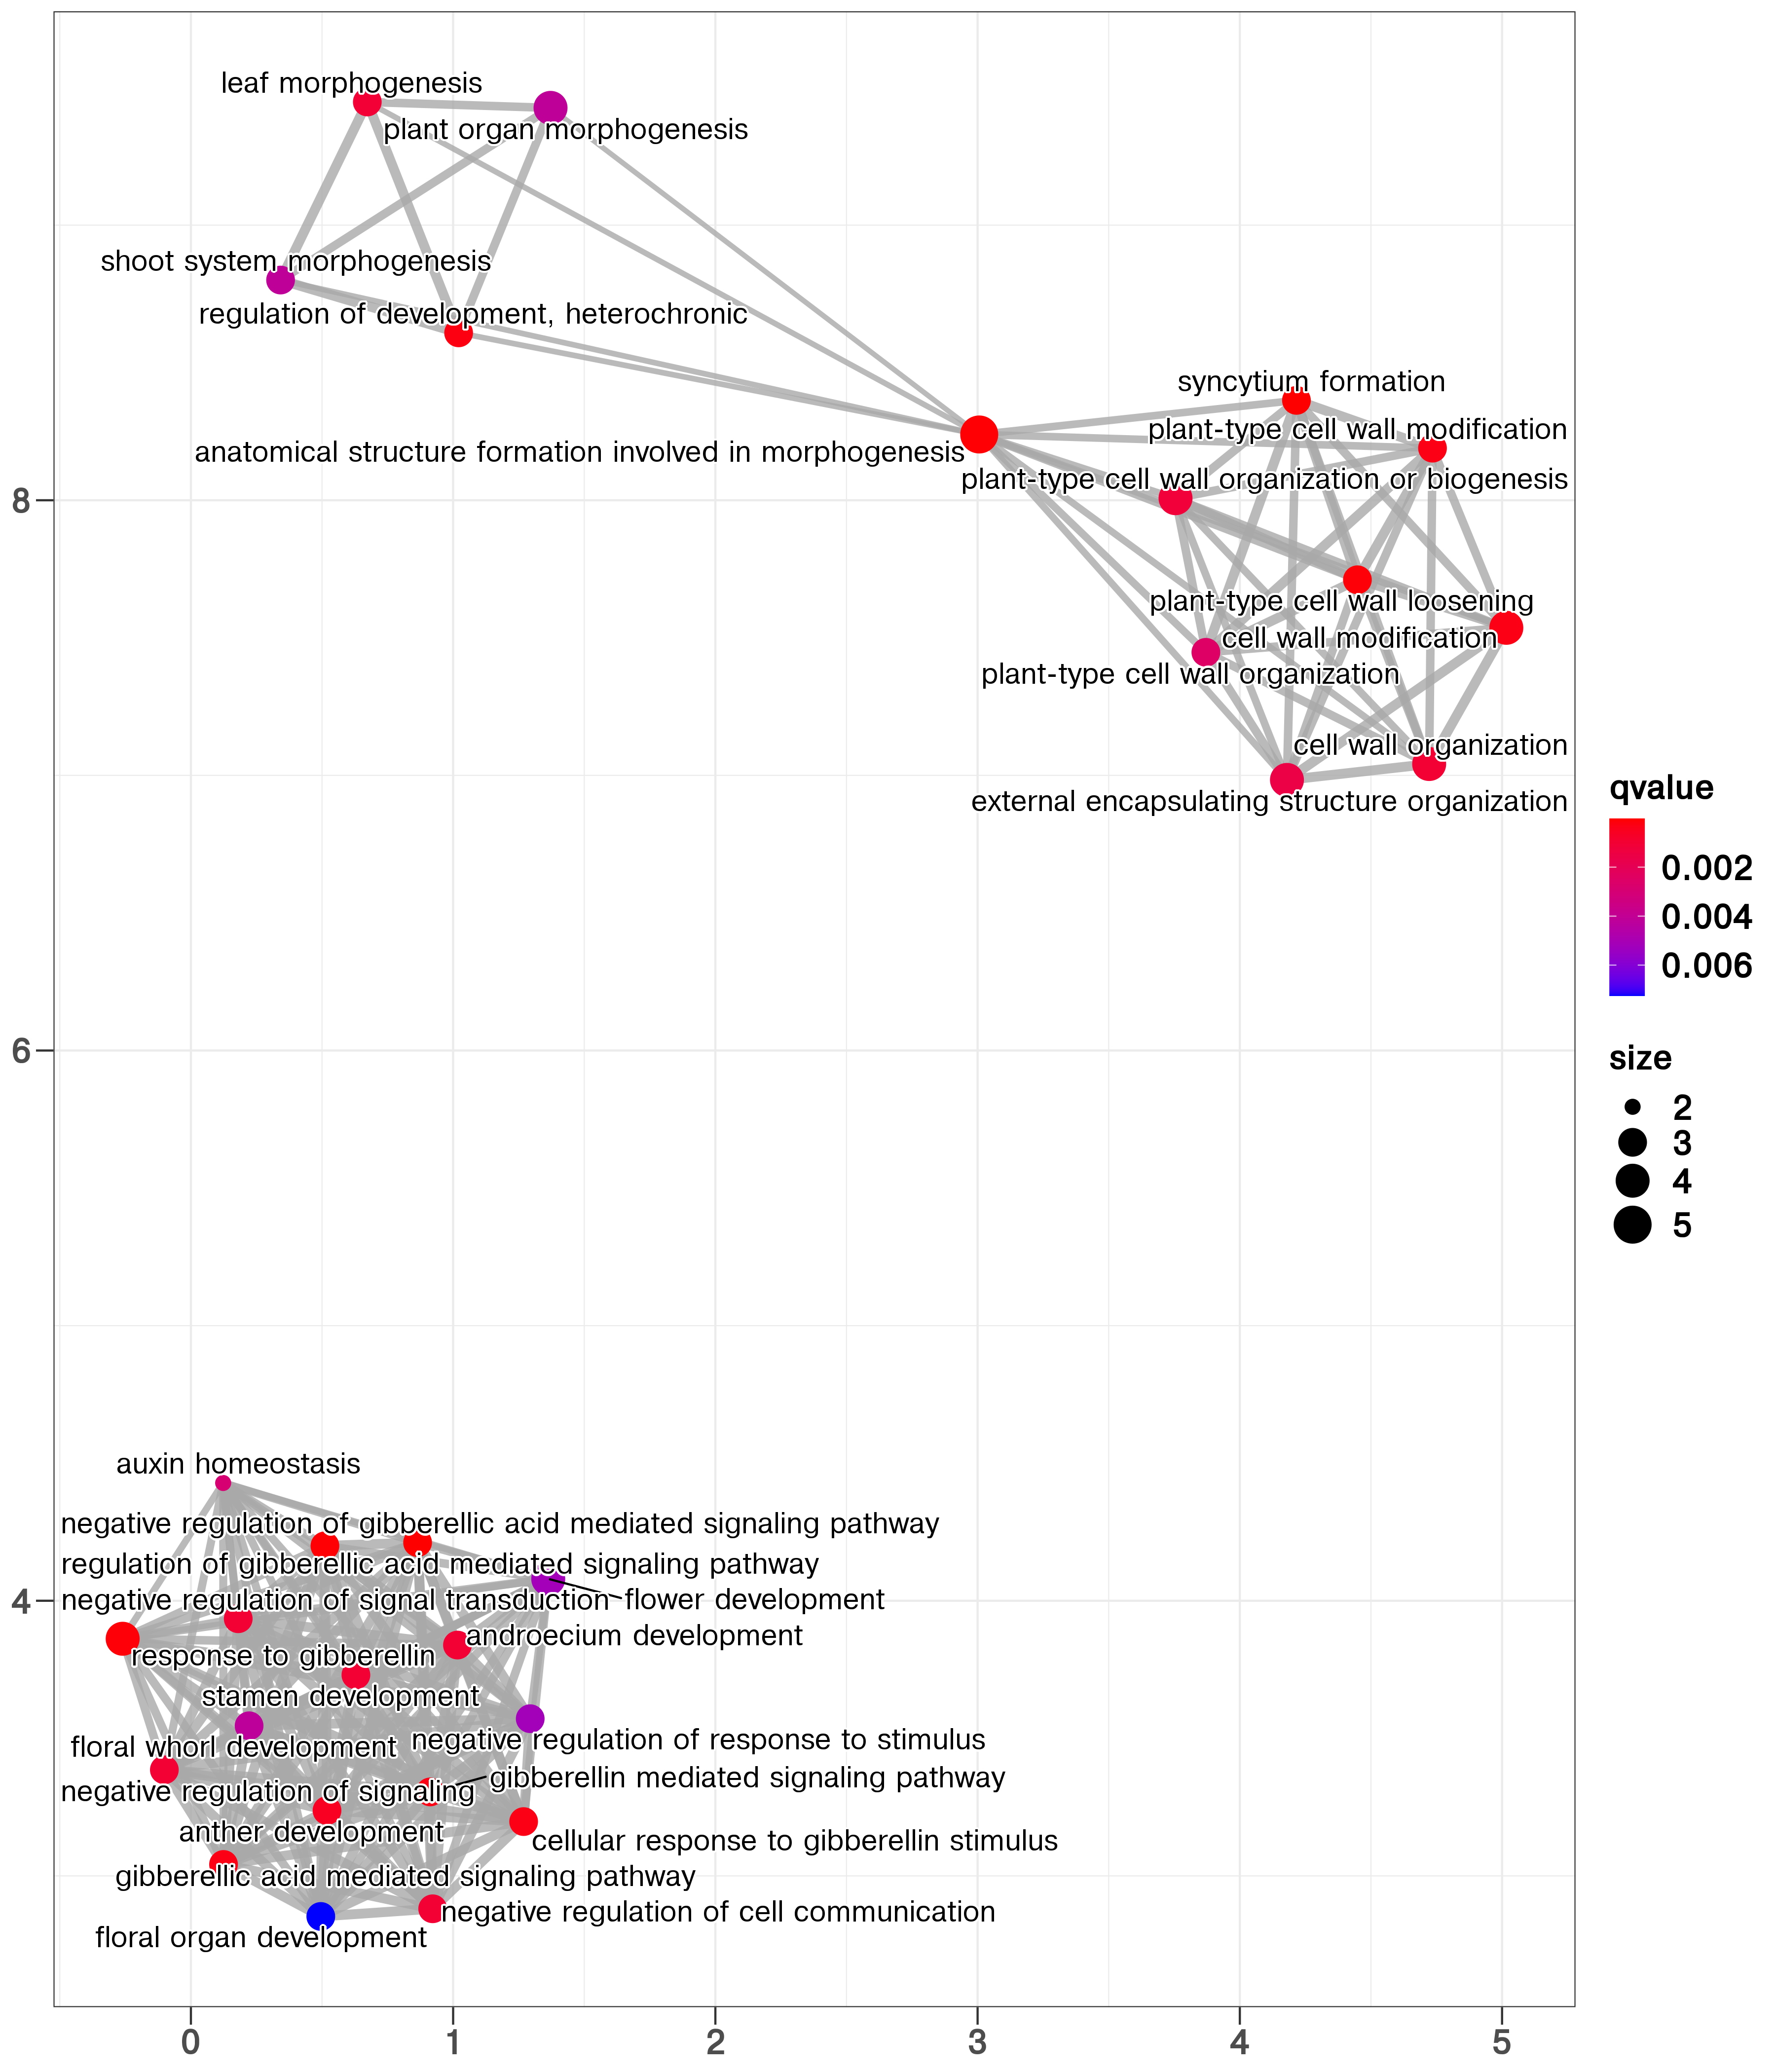 leaf morphogenesis
plant organ morphogenesis
shoot system morphogenesis
regulation of development, heterochronic
syncytium formation
plant-type cell wall modification
anatomical structure formation involved in morphogenesis
plant-type cell wall organization or biogenesis
8
plant-type cell wall loosening
cell wall modification
plant-type cell wall organization
cell wall organization
external encapsulating structure organization
qvalue
0.002
0.004
0.006
6
size
2
3
4
5
auxin homeostasis
negative regulation of gibberellic acid mediated signaling pathway
regulation of gibberellic acid mediated signaling pathway
4
negative regulation of signal transduction
flower development
androecium development
response to gibberellin
stamen development
negative regulation of response to stimulus
floral whorl development
gibberellin mediated signaling pathway
negative regulation of signaling
anther development
cellular response to gibberellin stimulus
gibberellic acid mediated signaling pathway
negative regulation of cell communication
floral organ development
0 1 2 3 4 5